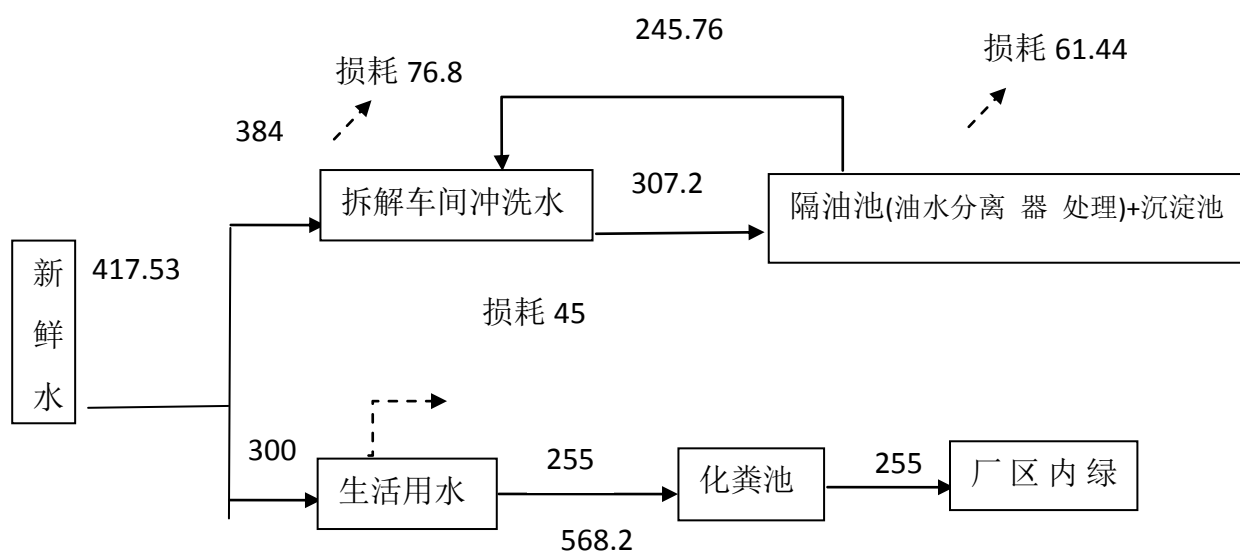 245.76
损耗 61.44
损耗 76.8
384
拆解车间冲洗水
307.2
隔油池(油水分离 器 处理)+沉淀池
新
鲜
水
417.53
损耗 45
300
生活用水
255
化粪池
255
厂 区 内 绿
568.2